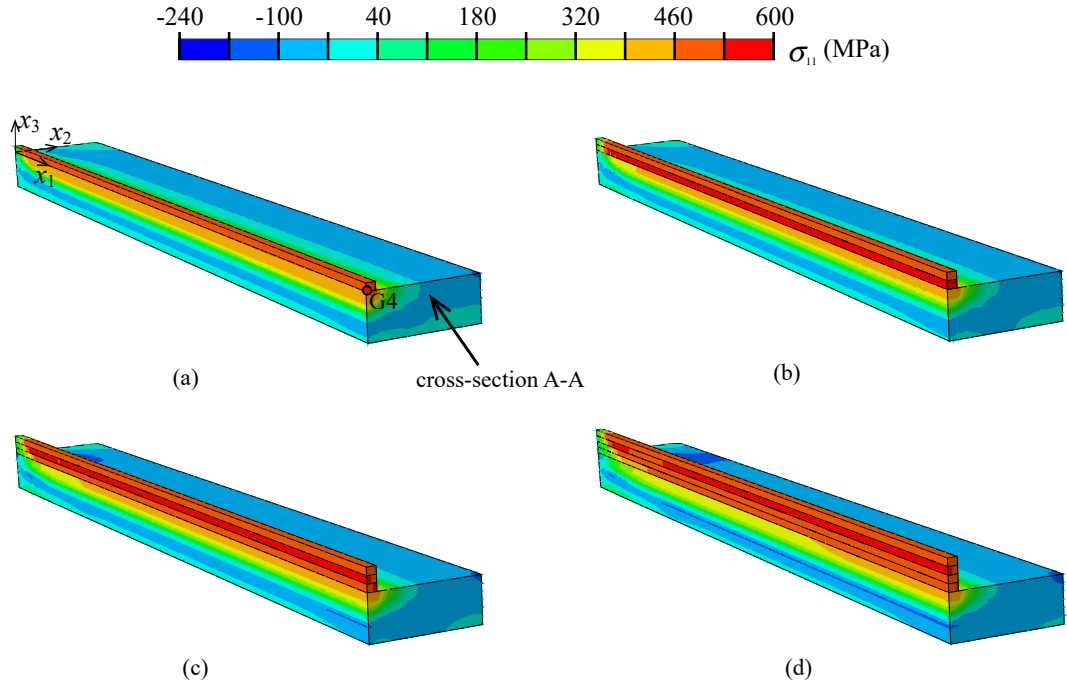 -240 -100 40 180 320 460 600
σ₁₁ (MPa)
x₃
x₂
x₁
G4
cross-section A-A
(a)
(b)
(c)
(d)